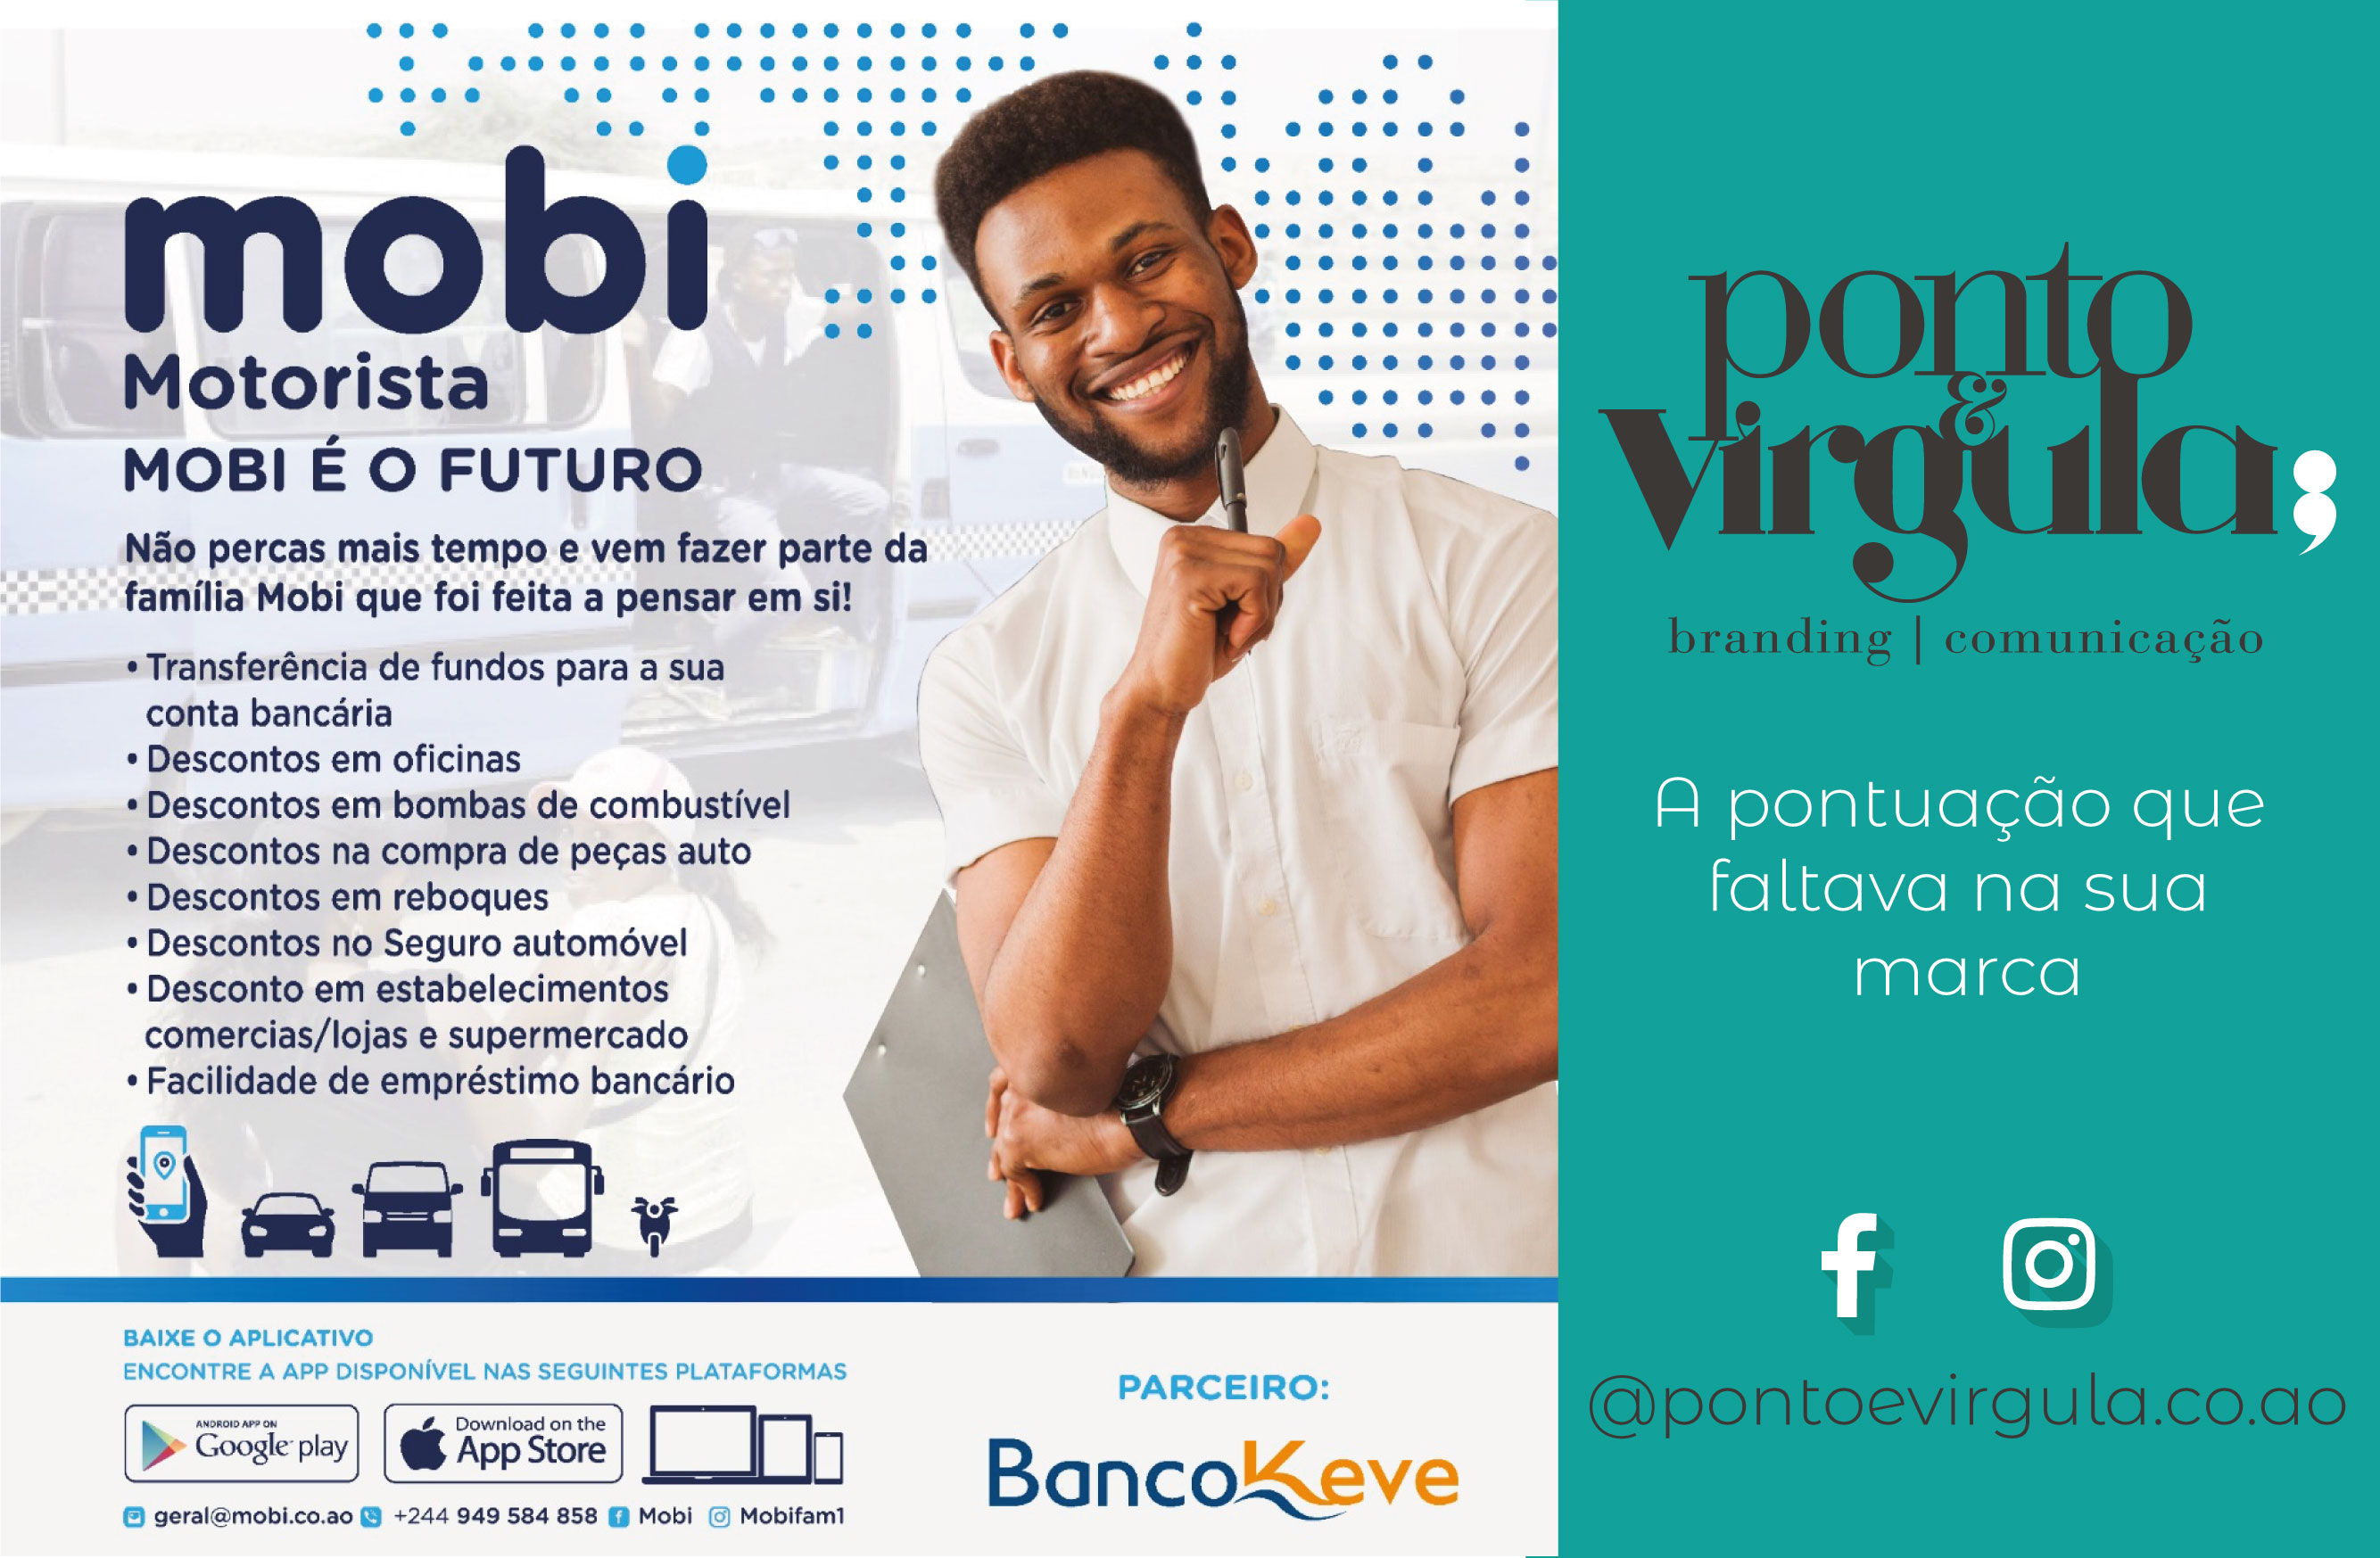 mobi
Motorista
MOBI É O FUTURO
Não percas mais tempo e vem fazer parte da
família Mobi que foi feita a pensar em si!
• Transferência de fundos para a sua
conta bancária
• Descontos em oficinas
• Descontos em bombas de combustível
• Descontos na compra de peças auto
• Descontos em reboques
• Descontos no Seguro automóvel
• Desconto em estabelecimentos
comercias/lojas e supermercado
• Facilidade de empréstimo bancário
BAIXE O APLICATIVO
ENCONTRE A APP DISPONÍVEL NAS SEGUINTES PLATAFORMAS
ANDROID APP ON
Google play
Download on the
App Store
geral@mobi.co.ao +244 949 584 858 Mobi Mobifam1
PARCEIRO:
BancoKeve
ponto
&
virgula;
branding | comunicação
A pontuação que
faltava na sua
marca
@pontoevirgula.co.ao